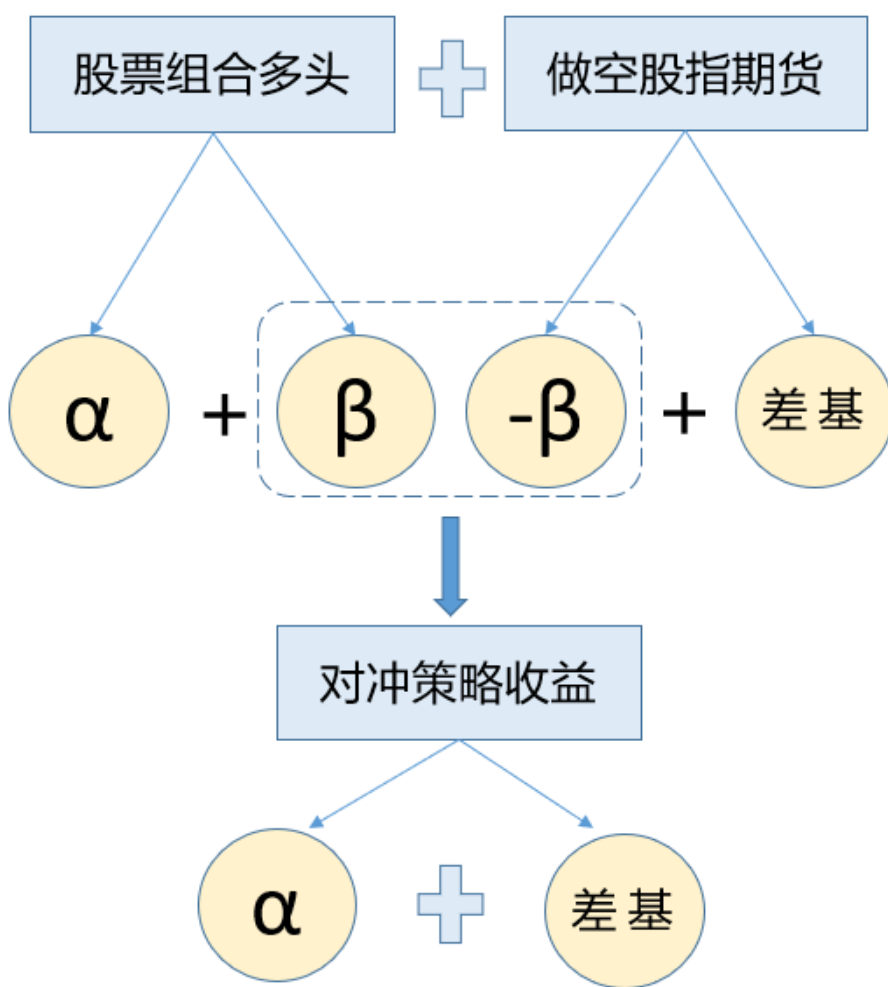 股票组合多头
做空股指期货
α + β -β + 差基
对冲策略收益
α
差基